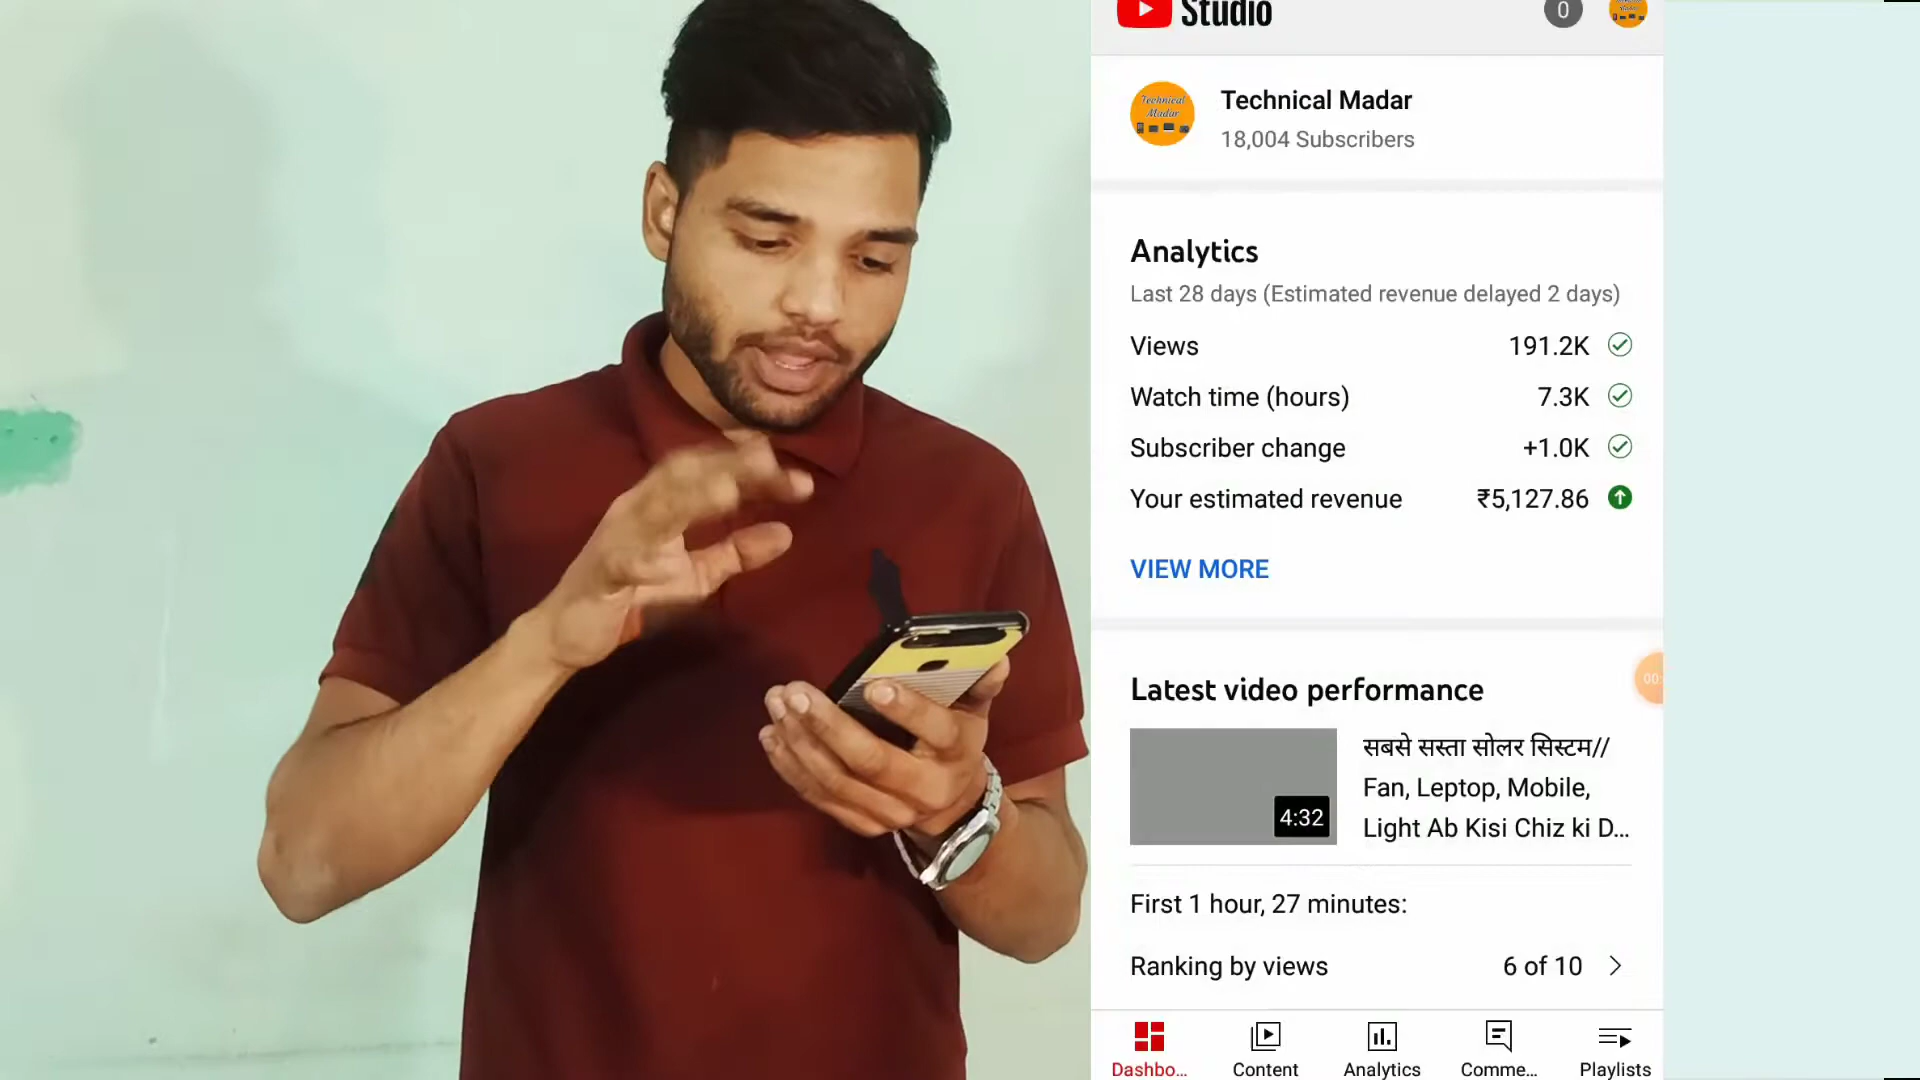 Studio
0
Technical Madar
Technical
Madar
18,004 Subscribers
Analytics
Last 28 days (Estimated revenue delayed 2 days)
Views 191.2K
Watch time (hours) 7.3K
Subscriber change +1.0K
Your estimated revenue ₹5,127.86
VIEW MORE
Latest video performance
00:
4:32
सबसे सस्ता सोलर सिस्टम//
Fan, Leptop, Mobile,
Light Ab Kisi Chiz ki D...
First 1 hour, 27 minutes:
Ranking by views 6 of 10
Dashbo... Content Analytics Comme... Playlists